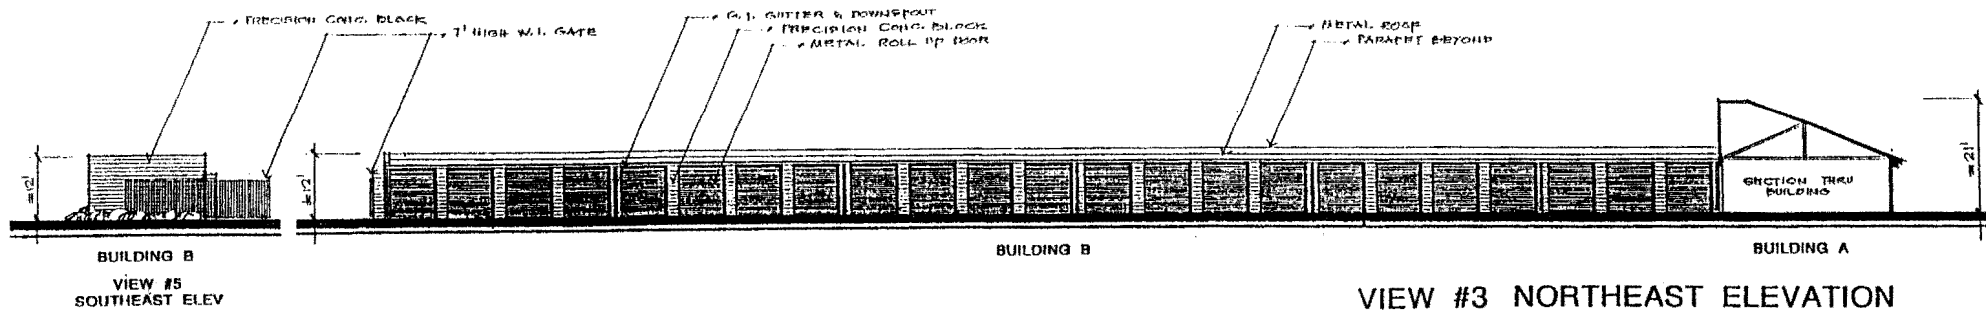 PRECISION CONC. BLOCK
7' HIGH W.I. GATE
G.I. GUTTER & DOWNSPOUT
PRECISION CONC. BLOCK
METAL ROLL UP DOOR
METAL ROOF
PARAPET BEYOND
±12'
±12'
±21'
SECTION THRU
BUILDING
BUILDING B
VIEW #5
SOUTHEAST ELEV
BUILDING B
BUILDING A
VIEW #3 NORTHEAST ELEVATION